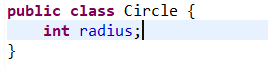 public class Circle {
    int radius;
}